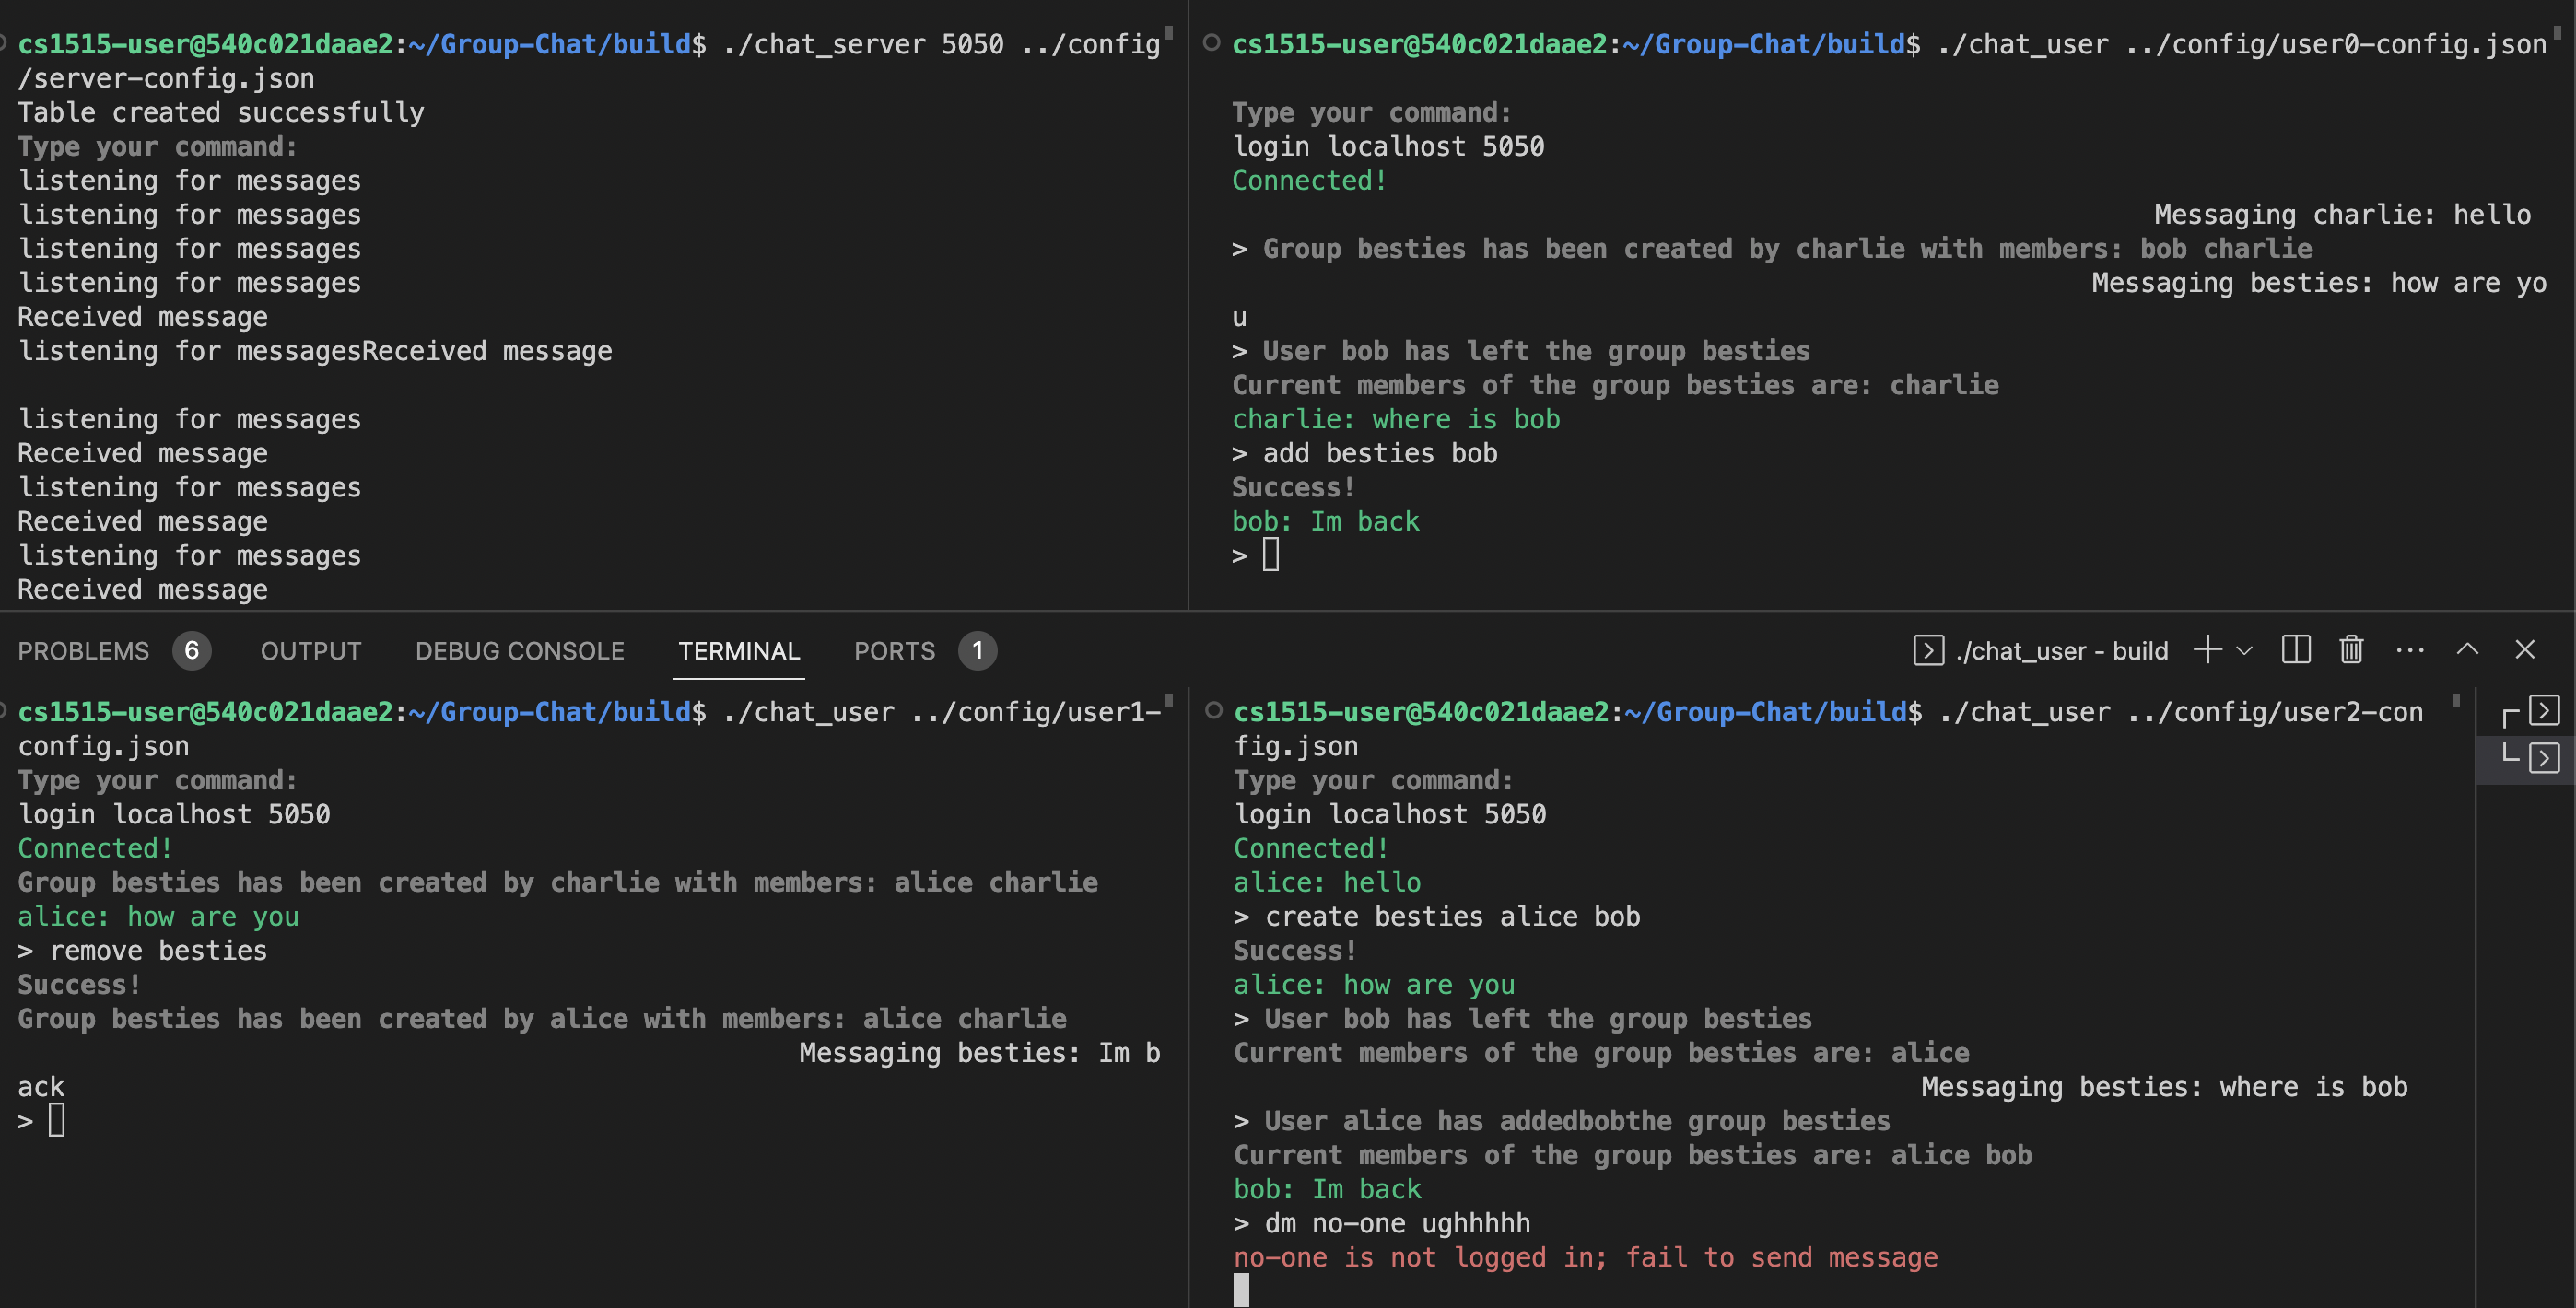 cs1515-user@540c021daae2:~/Group-Chat/build$ ./chat_server 5050 ../config
/server-config.json
Table created successfully
Type your command:
listening for messages
listening for messages
listening for messages
listening for messages
Received message
listening for messagesReceived message
listening for messages
Received message
listening for messages
Received message
listening for messages
Received message
cs1515-user@540c021daae2:~/Group-Chat/build$ ./chat_user ../config/user0-config.json
Type your command:
login localhost 5050
Connected!
Messaging charlie: hello
> Group besties has been created by charlie with members: bob charlie
Messaging besties: how are yo
u
> User bob has left the group besties
Current members of the group besties are: charlie
charlie: where is bob
> add besties bob
Success!
bob: Im back
>
PROBLEMS 6 OUTPUT DEBUG CONSOLE TERMINAL PORTS 1 ./chat_user - build
cs1515-user@540c021daae2:~/Group-Chat/build$ ./chat_user ../config/user1-
config.json
Type your command:
login localhost 5050
Connected!
Group besties has been created by charlie with members: alice charlie
alice: how are you
> remove besties
Success!
Group besties has been created by alice with members: alice charlie
Messaging besties: Im b
ack
>
cs1515-user@540c021daae2:~/Group-Chat/build$ ./chat_user ../config/user2-con
fig.json
Type your command:
login localhost 5050
Connected!
alice: hello
> create besties alice bob
Success!
alice: how are you
> User bob has left the group besties
Current members of the group besties are: alice
Messaging besties: where is bob
> User alice has addedbobthe group besties
Current members of the group besties are: alice bob
bob: Im back
> dm no-one ughhhhh
no-one is not logged in; fail to send message